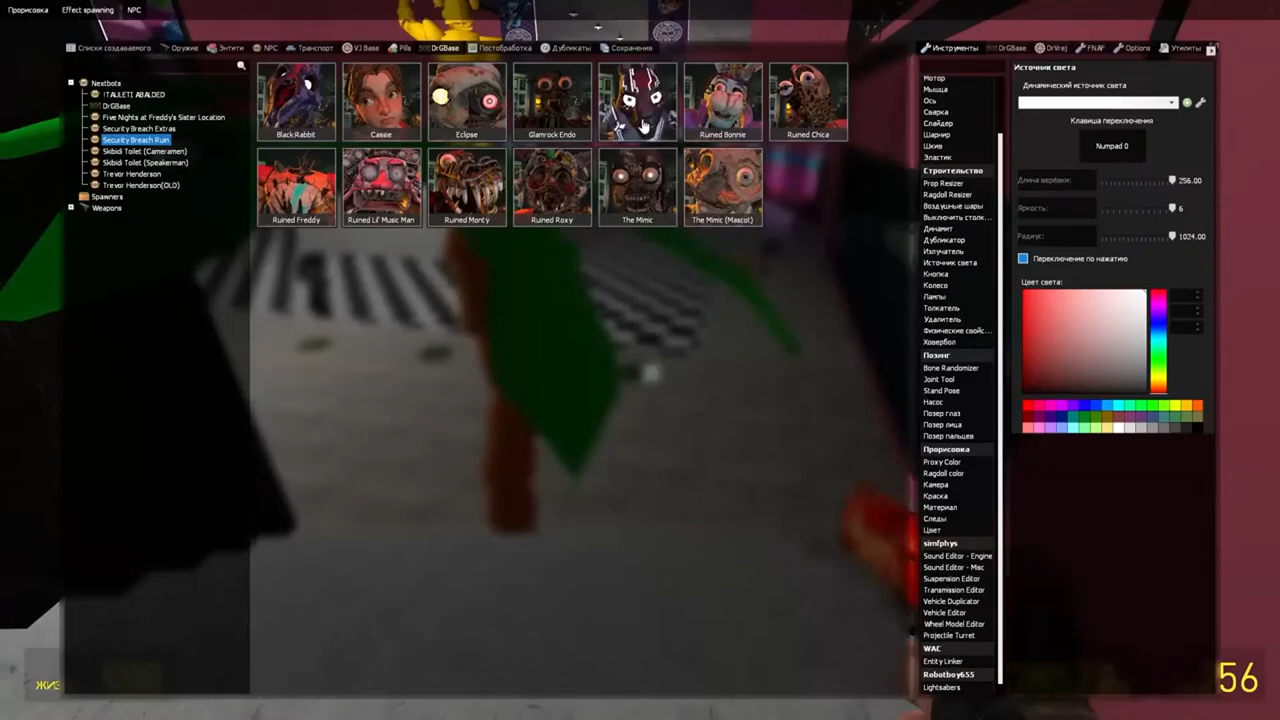 Прорисовка Effect spawning NPC
Списки создаваемого Оружие Энтити NPC Транспорт VJ Base Pills DrGBase Постобработка Дубликаты Сохранения
Nextbots
!TAULETI ABALDED
DrGBase
Five Nights at Freddy's Sister Location
Security Breach Extras
Security Breach Ruin
Skibidi Toilet (Cameramen)
Skibidi Toilet (Speakerman)
Trevor Henderson
Trevor Henderson(OLD)
Spawners
Weapons
Black Rabbit Cassie Eclipse Glamrock Endo Ruined Bonnie Ruined Chica
Ruined Freddy Ruined Lil' Music Man Ruined Monty Ruined Roxy The Mimic The Mimic (Mascot)
Инструменты DrGBase DrVrej FNAF Options Утилиты
Мотор
Мышца
Ось
Сварка
Слайдер
Шарнир
Шкив
Эластик
Строительство
Prop Resizer
Ragdoll Resizer
Воздушные шары
Выключить столк...
Динамит
Дубликатор
Излучатель
Источник света
Кнопка
Колесо
Лампы
Толкатель
Удалитель
Физические свойс...
Ховербол
Позинг
Bone Randomizer
Joint Tool
Stand Pose
Насос
Позер глаз
Позер лица
Позер пальцев
Прорисовка
Proxy Color
Ragdoll color
Камера
Краска
Материал
Следы
Цвет
simfphys
Sound Editor - Engine
Sound Editor - Misc
Suspension Editor
Transmission Editor
Vehicle Duplicator
Vehicle Editor
Wheel Model Editor
Projectile Turret
WAC
Entity Linker
Robotboy655
Lightsabers
Источник света
Динамический источник света
Клавиша переключения
Numpad 0
Длина верёвки: 256.00
Яркость: 6
Радиус: 1024.00
Переключение по нажатию
Цвет света:
56